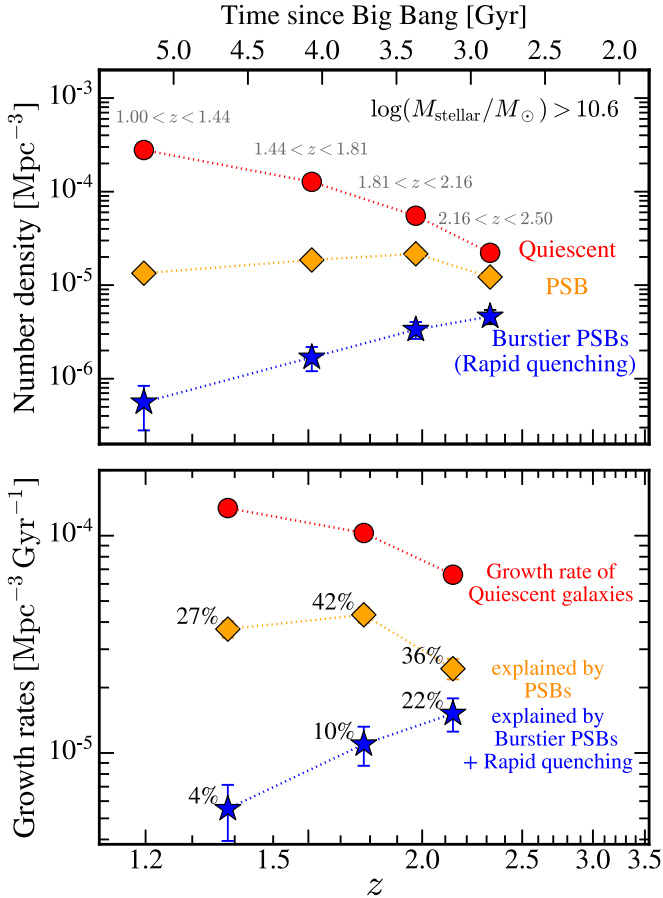 Time since Big Bang [Gyr]
5.0 4.5 4.0 3.5 3.0 2.5 2.0
10⁻³
log(M_stellar/M_⊙) > 10.6
1.00 < z < 1.44
1.44 < z < 1.81
10⁻⁴
1.81 < z < 2.16
2.16 < z < 2.50
Quiescent
10⁻⁵
PSB
Burstier PSBs
(Rapid quenching)
10⁻⁶
Number density [Mpc⁻³]
10⁻⁴
Growth rate of
Quiescent galaxies
42%
27%
36%
explained by
PSBs
22%
explained by
Burstier PSBs
+ Rapid quenching
10%
10⁻⁵
4%
Growth rates [Mpc⁻³ Gyr⁻¹]
1.2 1.5 2.0 2.5 3.0 3.5
z